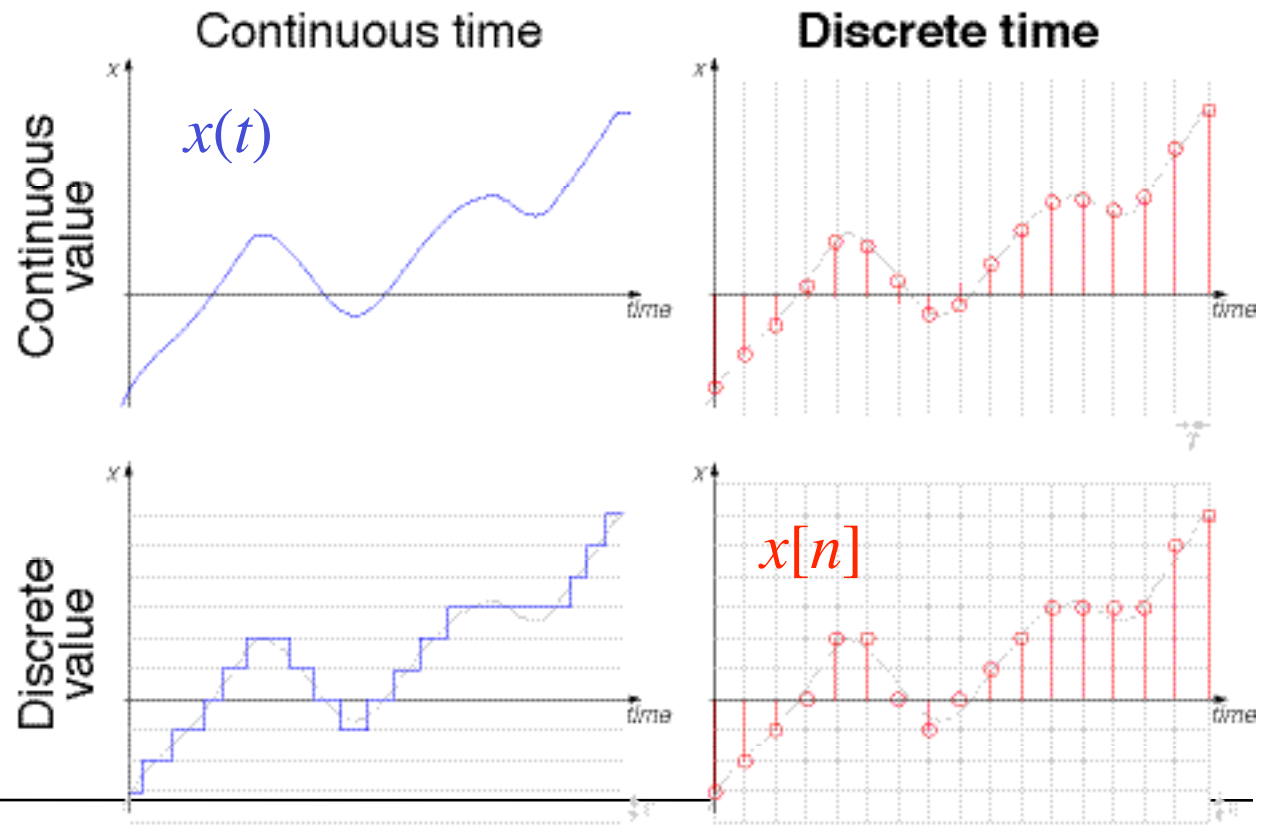 Continuous time
Discrete time
Continuous
value
x
x(t)
time
x
time
T
Discrete
value
x
time
x
x[n]
time